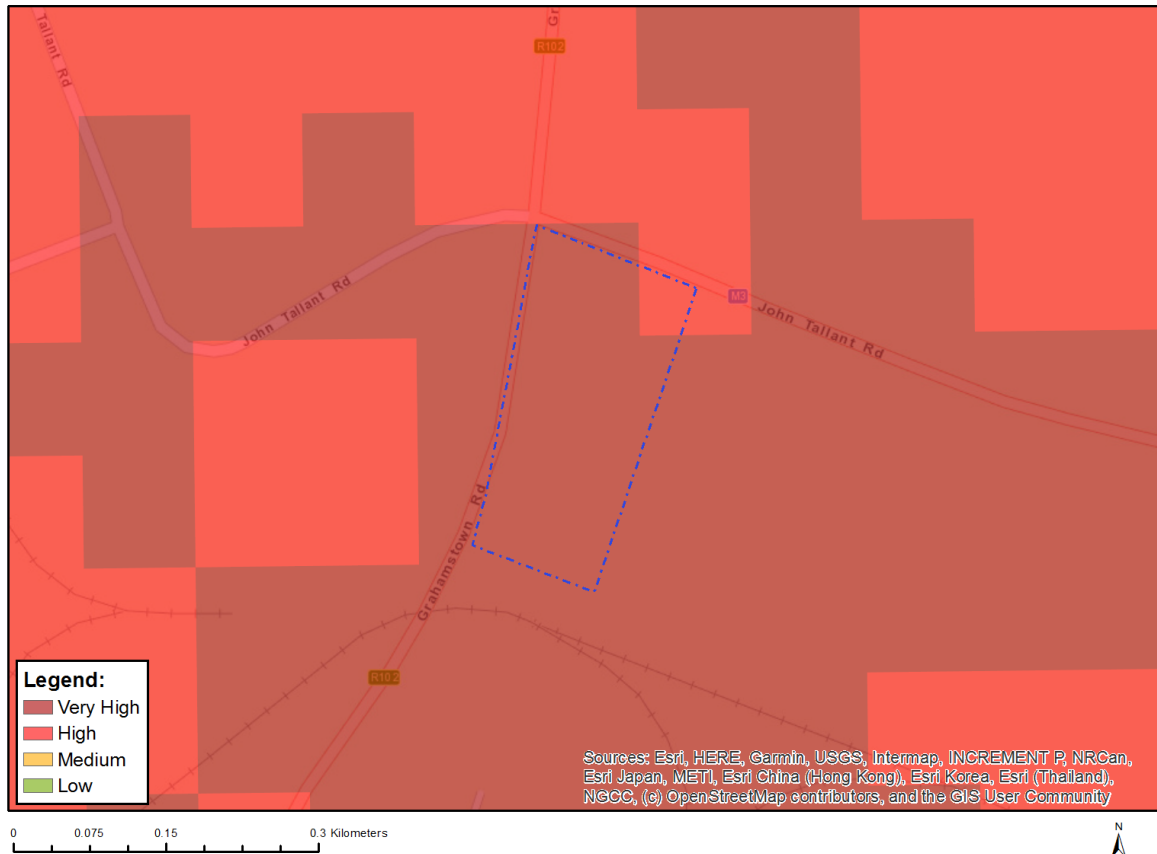 Tallant Rd
Gr
R102
John Tallant Rd
M3
John Tallant Rd
Grahamstown Rd
R102
Legend:
Very High
High
Medium
Low
Sources: Esri, HERE, Garmin, USGS, Intermap, INCREMENT P, NRCan,
Esri Japan, METI, Esri China (Hong Kong), Esri Korea, Esri (Thailand),
NGCC, (c) OpenStreetMap contributors, and the GIS User Community
0 0.075 0.15 0.3 Kilometers
N